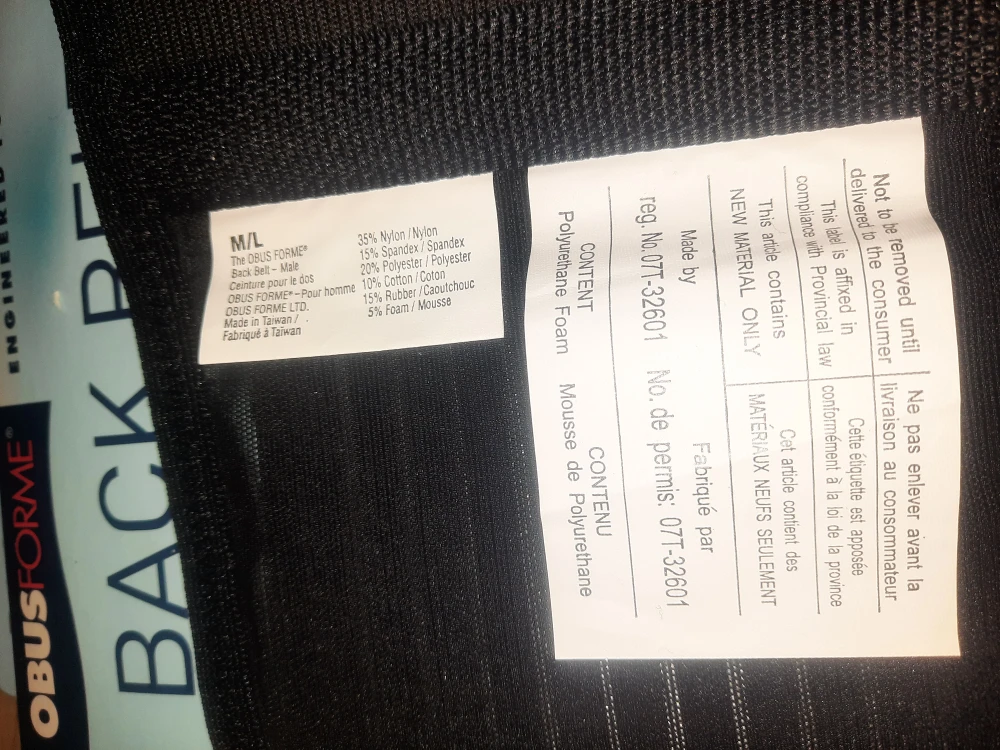 ENGINEERED
OBUSFORME®
BACK
M/L
The OBUS FORME®
Back Belt – Male
Ceinture pour le dos
OBUS FORME® – Pour homme
OBUS FORME LTD.
Made in Taiwan /
Fabriqué à Taïwan
35% Nylon / Nylon
15% Spandex / Spandex
20% Polyester / Polyester
10% Cotton / Coton
15% Rubber / Caoutchouc
5% Foam / Mousse
Not to be removed until
delivered to the consumer
Ne pas enlever avant la
livraison au consommateur
This label is affixed in
compliance with Provincial law
Cette étiquette est apposée
conformément à la loi de la province
This article contains
NEW MATERIAL ONLY
Cet article contient des
MATÉRIAUX NEUFS SEULEMENT
Made by
Fabriqué par
reg. No.07T-32601
No. de permis: 07T-32601
CONTENT
Polyurethane Foam
CONTENU
Mousse de Polyurethane